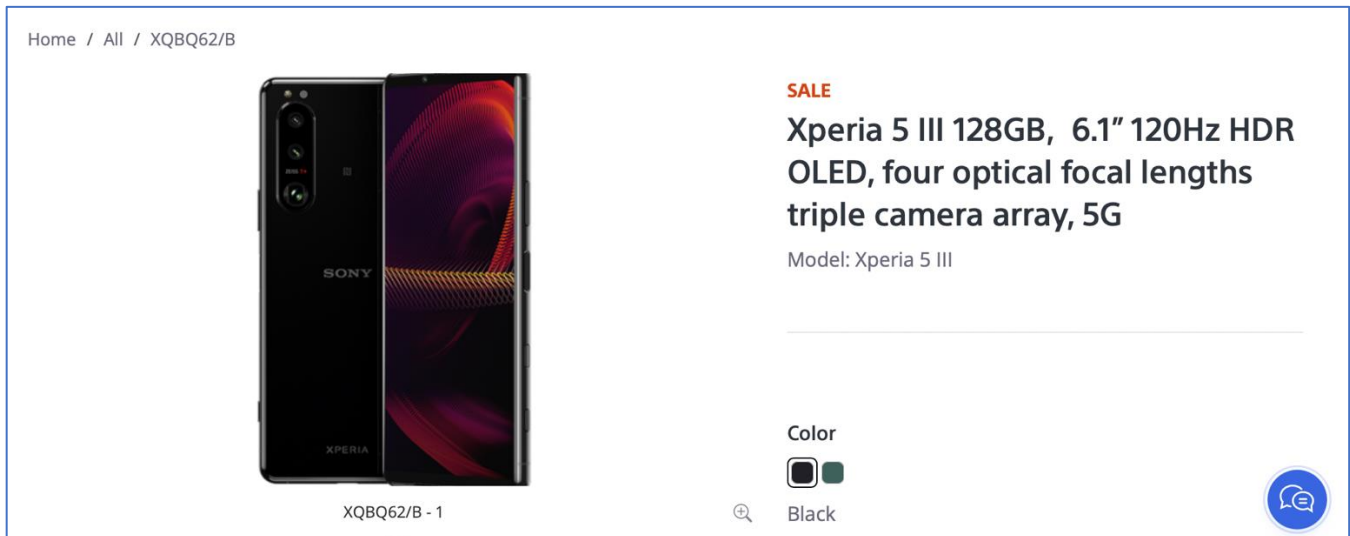 Home / All / XQBQ62/B
SALE
Xperia 5 III 128GB, 6.1” 120Hz HDR
OLED, four optical focal lengths
triple camera array, 5G
Model: Xperia 5 III
SONY
XPERIA
XQBQ62/B - 1
Color
Black